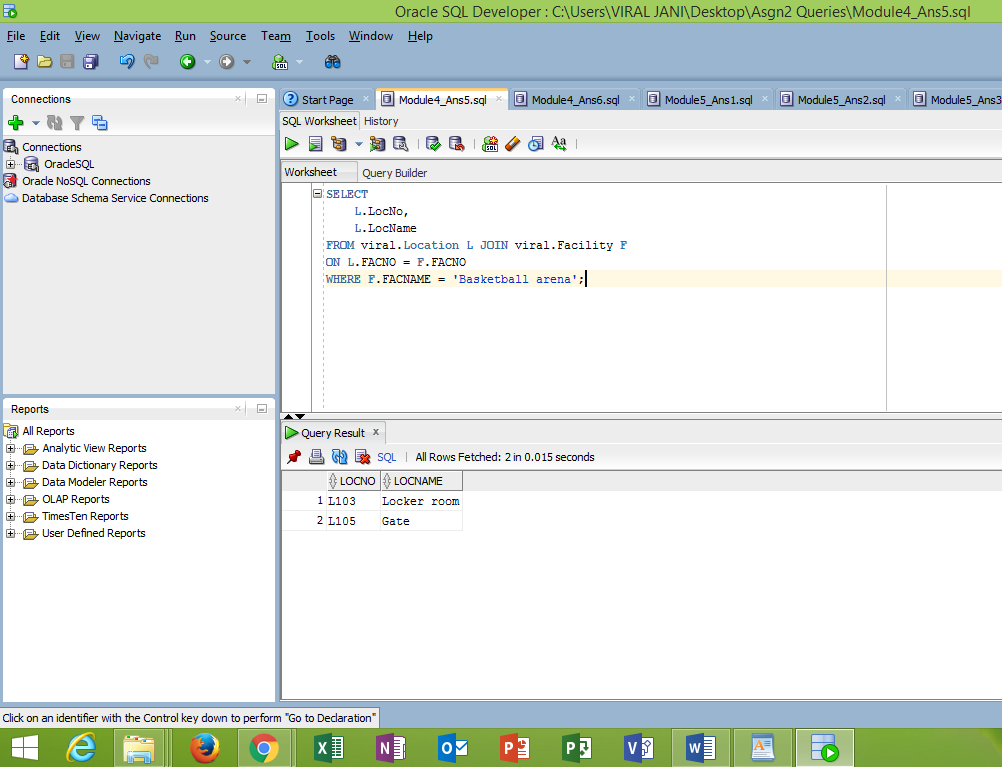 Oracle SQL Developer : C:\Users\VIRAL JANI\Desktop\Asgn2 Queries\Module4_Ans5.sql
File Edit View Navigate Run Source Team Tools Window Help
Connections
Connections
OracleSQL
Oracle NoSQL Connections
Database Schema Service Connections
Reports
All Reports
Analytic View Reports
Data Dictionary Reports
Data Modeler Reports
OLAP Reports
TimesTen Reports
User Defined Reports
Start Page Module4_Ans5.sql Module4_Ans6.sql Module5_Ans1.sql Module5_Ans2.sql Module5_Ans3
SQL Worksheet History
Worksheet Query Builder
SELECT
L.LocNo,
L.LocName
FROM viral.Location L JOIN viral.Facility F
ON L.FACNO = F.FACNO
WHERE F.FACNAME = 'Basketball arena';
Query Result
SQL All Rows Fetched: 2 in 0.015 seconds
LOCNO LOCNAME
1 L103 Locker room
2 L105 Gate
Click on an identifier with the Control key down to perform "Go to Declaration"